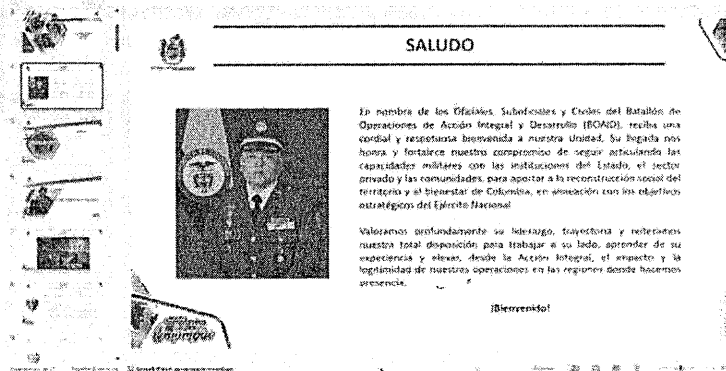 SALUDO
En nombre de los Oficiales, Suboficiales y Civiles del Batallón de
Operaciones de Acción Integral y Desarrollo (BOAID), reciba una
cordial y respetuosa bienvenida a nuestra Unidad. Su llegada nos
honra y fortalece nuestro compromiso de seguir articulando las
capacidades militares con las instituciones del Estado, el sector
privado y las comunidades, para aportar a la reconstrucción social del
territorio y el bienestar de Colombia, en alineación con los objetivos
estratégicos del Ejército Nacional
Valoramos profundamente su liderazgo, trayectoria y reiteramos
nuestra total disposición para trabajar a su lado, aprender de su
experiencia y elevar, desde la Acción Integral, el impacto y la
legitimidad de nuestras operaciones en las regiones donde hacemos
presencia.
¡Bienvenido!